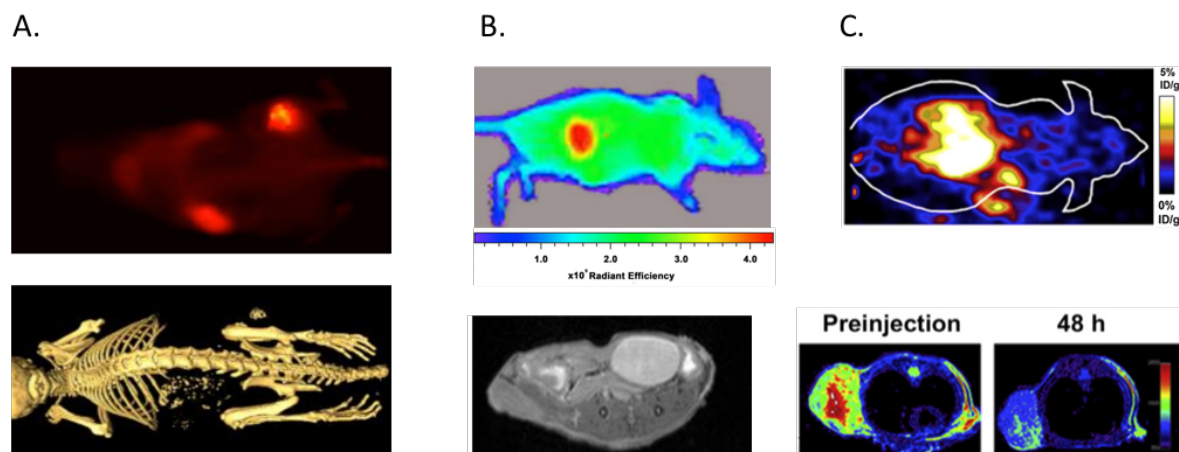 A.
B.
C.
5%
ID/g
0%
ID/g
1.0 2.0 3.0 4.0
Radiant Efficiency
Preinjection 48 h